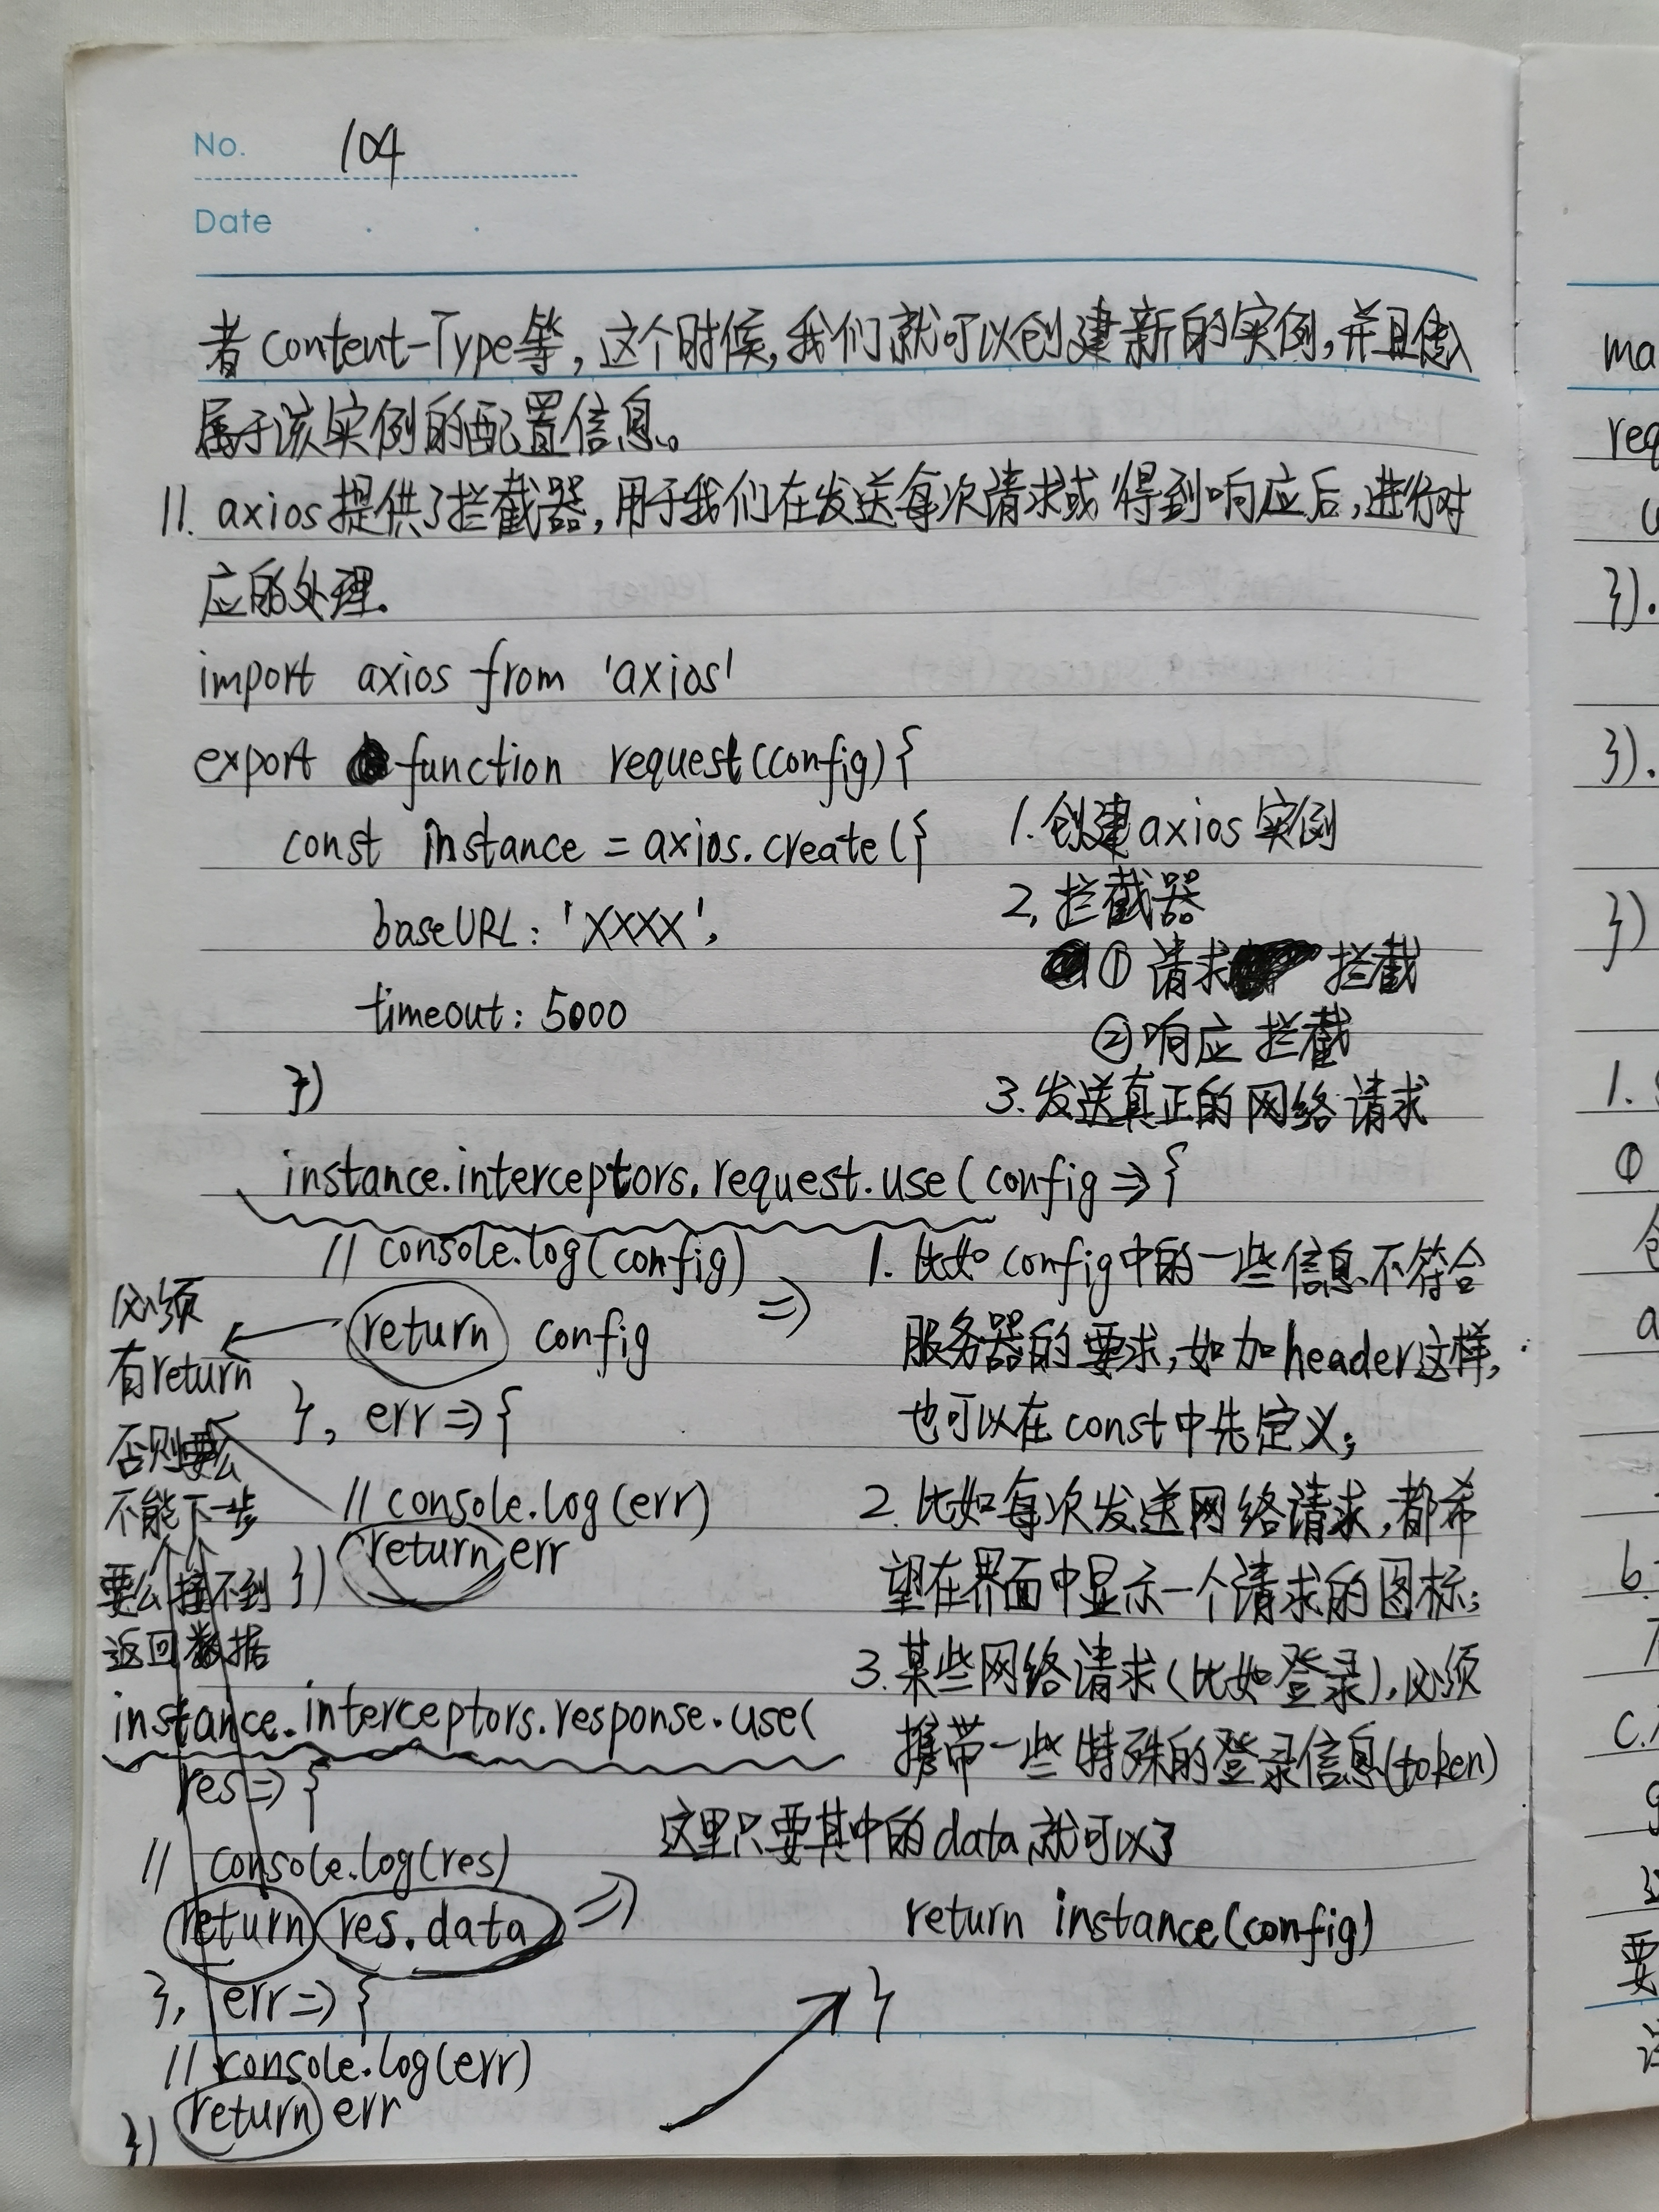 No. 104
Date
者content-Type等,这个时候,我们就可以创建新的实例,并且传入
属于该实例的配置信息。
11. axios提供了拦截器,用于我们在发送每次请求或得到响应后,进行对
应的处理.
import axios from 'axios'
export function request(config){
const instance = axios.create({
baseURL: 'XXXX',
timeout: 5000
})
1.创建axios实例
2,拦截器
① 请求拦截
②响应拦截
3.发送真正的网络请求
instance.interceptors.request.use(config=>{
// console.log(config)
return config
}, err=>{
// console.log(err)
return err
})
必须
有return
否则要么
不能下一步
要么接不到
返回数据
=> 1. 比如config中的一些信息不符合
服务器的要求,如加header这样,
也可以在const中先定义;
2.比如每次发送网络请求,都希
望在界面中显示一个请求的图标;
3.某些网络请求(比如登录),必须
携带一些特殊的登录信息(token)
instance.interceptors.response.use(
res=>{
// console.log(res)
return res.data =>
这里只要其中的data就可以了
}, err=>{
// console.log(err)
return err
})
return instance(config)
}
ma
req
}).
}).
})
1.
①
a
b.
c.
要